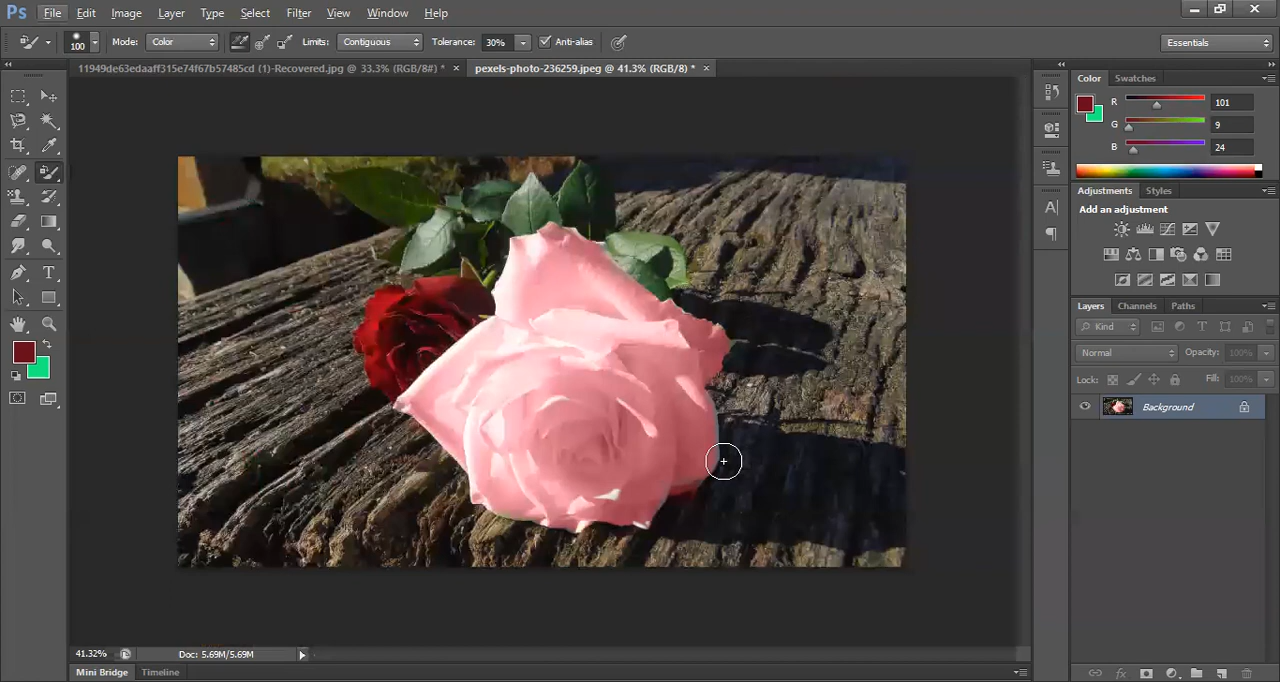 Ps File Edit Image Layer Type Select Filter View Window Help
100 Mode: Color Limits: Contiguous Tolerance: 30% Anti-alias Essentials
11949de63edaaff315e74f67b57485cd (1)-Recovered.jpg @ 33.3% (RGB/8#) * × pexels-photo-236259.jpeg @ 41.3% (RGB/8) * ×
Color Swatches
R 101
G 9
B 24
Adjustments Styles
Add an adjustment
Layers Channels Paths
Kind
Normal Opacity: 100%
Lock: Fill: 100%
Background
41.32% Doc: 5.69M/5.69M
Mini Bridge Timeline